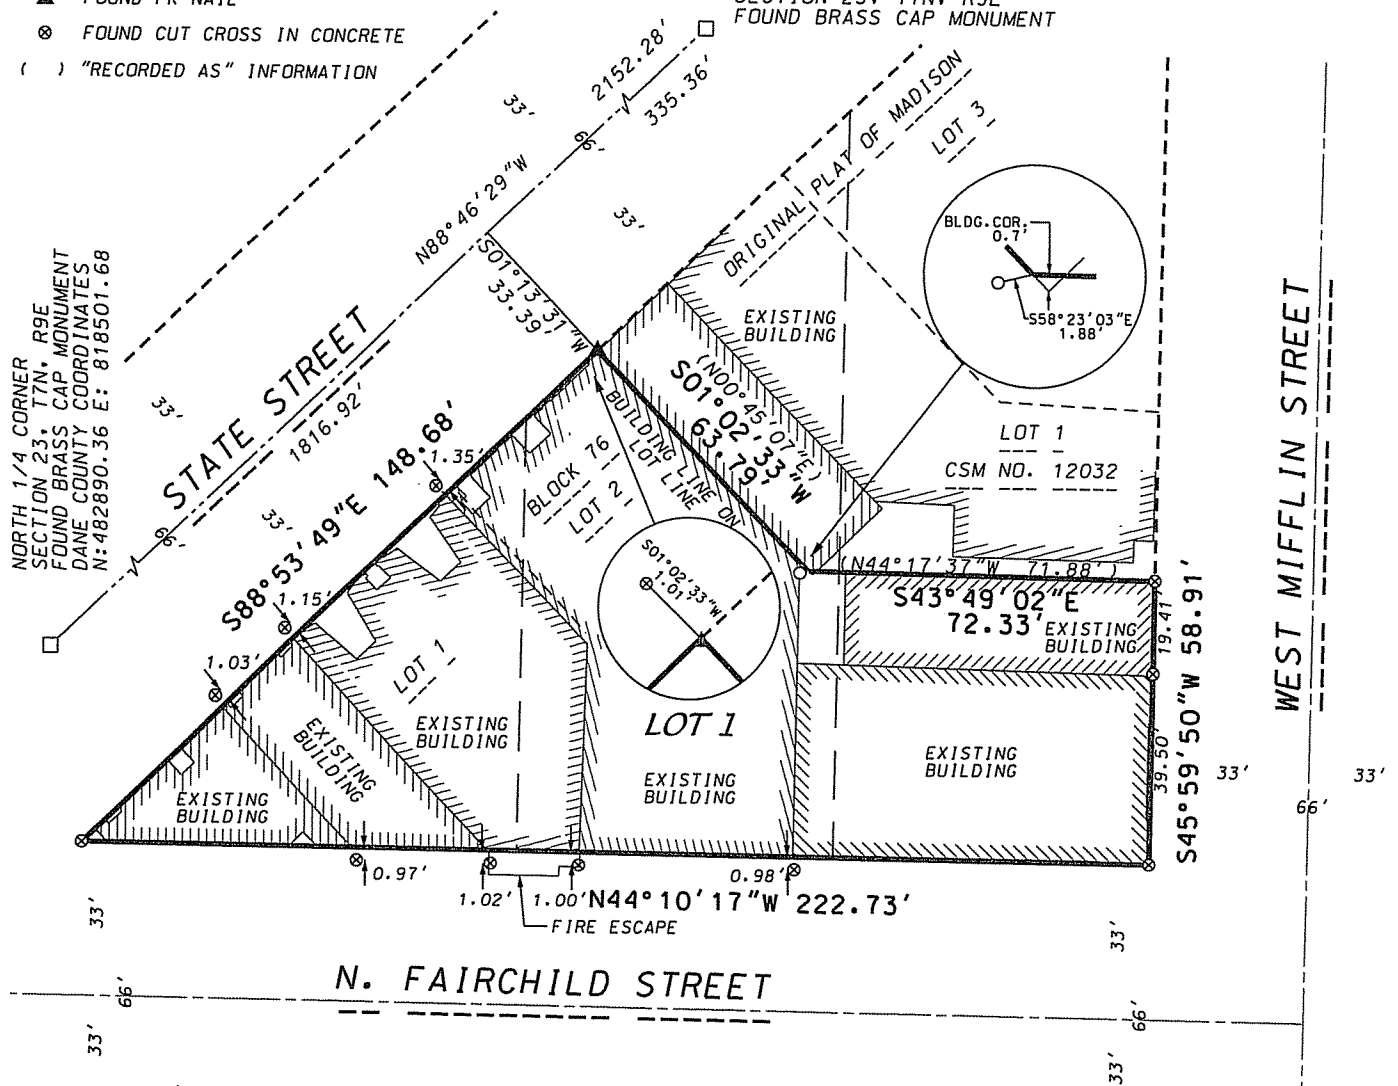 FOUND PK NAIL
FOUND CUT CROSS IN CONCRETE
( ) "RECORDED AS" INFORMATION
FOUND BRASS CAP MONUMENT
2152.28'
335.36'
33'
66'
N88°46'29"W
33'
S01°13'31"W
33.39'
ORIGINAL PLAT OF MADISON
LOT 3
BLDG.COR.
0.7'
S58°23'03"E
1.88'
NORTH 1/4 CORNER
SECTION 23, T7N, R9E
FOUND BRASS CAP MONUMENT
DANE COUNTY COORDINATES
N:482890.36 E: 818501.68
STATE STREET
1816.92'
33'
33'
66'
S88°53'49"E 148.68'
1.35'
1.15'
1.03'
EXISTING
BUILDING
(N00°45'07"E)
S01°02'33"W
63.79'
BUILDING LINE ON
LOT LINE
BLOCK 76
LOT 2
S01°02'33"W
1.01'
LOT 1
CSM NO. 12032
WEST MIFFLIN STREET
(N44°17'37"W 71.88')
S43°49'02"E
72.33'
EXISTING
BUILDING
19.41'
39.50'
S45°59'50"W 58.91'
33'
33'
66'
LOT 1
EXISTING
BUILDING
EXISTING
BUILDING
EXISTING
BUILDING
LOT 1
EXISTING
BUILDING
EXISTING
BUILDING
0.97'
1.02'
1.00'
0.98'
N44°10'17"W 222.73'
FIRE ESCAPE
N. FAIRCHILD STREET
33'
66'
33'
33'
66'
33'